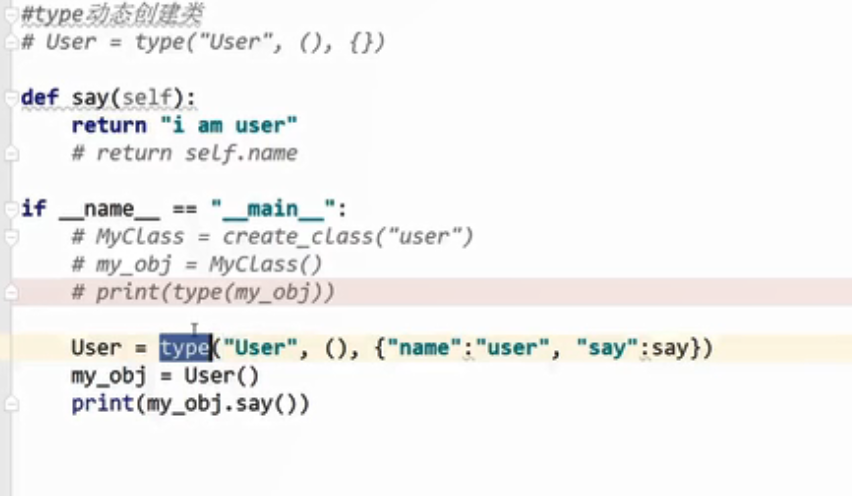 #type动态创建类
# User = type("User", (), {})
def say(self):
    return "i am user"
    # return self.name
if __name__ == "__main__":
    # MyClass = create_class("user")
    # my_obj = MyClass()
    # print(type(my_obj))
    User = type("User", (), {"name":"user", "say":say})
    my_obj = User()
    print(my_obj.say())